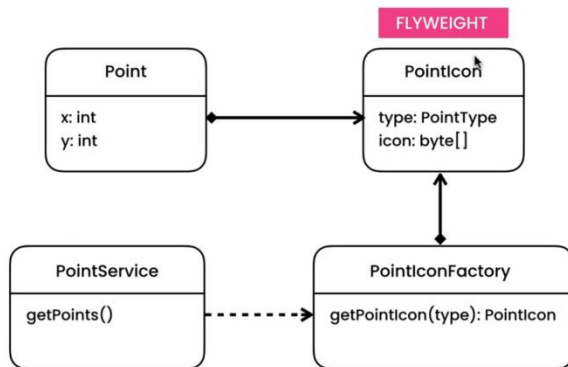 FLYWEIGHT
Point
x: int
y: int
PointIcon
type: PointType
icon: byte[]
PointService
getPoints()
PointIconFactory
getPointIcon(type): PointIcon